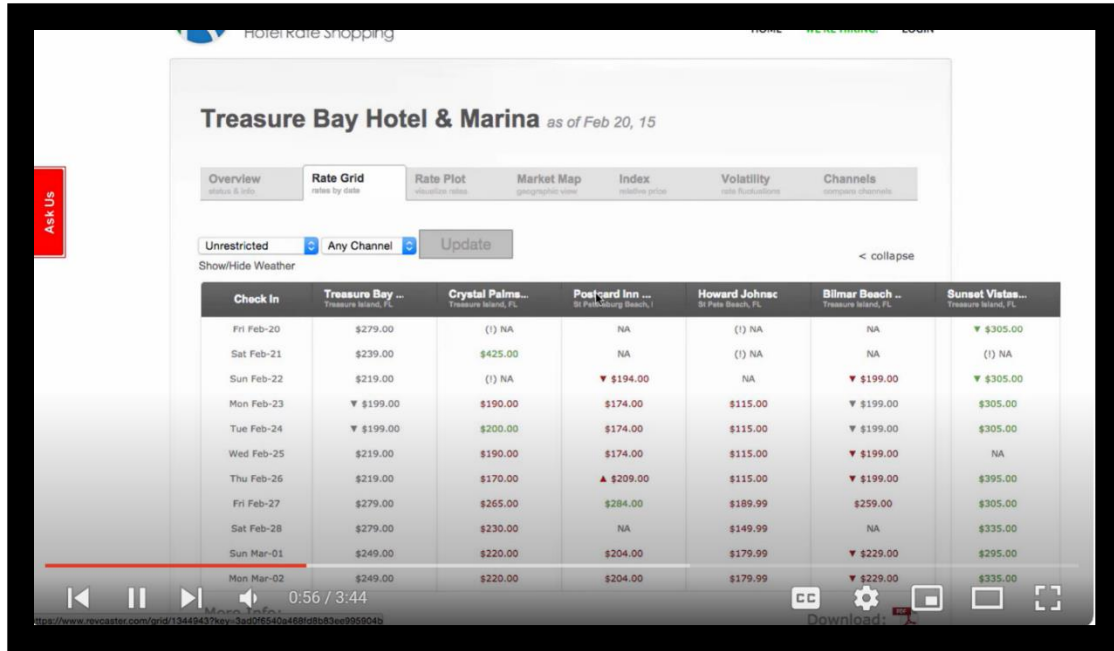 Hotel Rate Shopping
HOME WE'RE HIRING! LOGIN
Treasure Bay Hotel & Marina as of Feb 20, 15
Ask Us
Overview Rate Grid Rate Plot Market Map Index Volatility Channels
status & info rates by date visualize rates geographic view relative price rate fluctuations compare channels
Unrestricted Any Channel Update
< collapse
Show/Hide Weather
Check In Treasure Bay ... Crystal Palms... Postcard Inn ... Howard Johnsc Bilmar Beach .. Sunset Vistas...
Treasure Island, FL Treasure Island, FL St Petersburg Beach, St Pete Beach, FL Treasure Island, FL Treasure Island, FL
Fri Feb-20 $279.00 (!) NA NA (!) NA NA ▼ $305.00
Sat Feb-21 $239.00 $425.00 NA (!) NA NA (!) NA
Sun Feb-22 $219.00 (!) NA ▼ $194.00 NA ▼ $199.00 ▼ $305.00
Mon Feb-23 ▼ $199.00 $190.00 $174.00 $115.00 ▼ $199.00 $305.00
Tue Feb-24 ▼ $199.00 $200.00 $174.00 $115.00 ▼ $199.00 $305.00
Wed Feb-25 $219.00 $190.00 $174.00 $115.00 ▼ $199.00 NA
Thu Feb-26 $219.00 $170.00 ▲ $209.00 $115.00 ▼ $199.00 $395.00
Fri Feb-27 $279.00 $265.00 $284.00 $189.99 $259.00 $305.00
Sat Feb-28 $279.00 $230.00 NA $149.99 NA $335.00
Sun Mar-01 $249.00 $220.00 $204.00 $179.99 ▼ $229.00 $295.00
Mon Mar-02 $249.00 $220.00 $204.00 $179.99 ▼ $229.00 $335.00
0:56 / 3:44 CC
More Info: Download: PDF